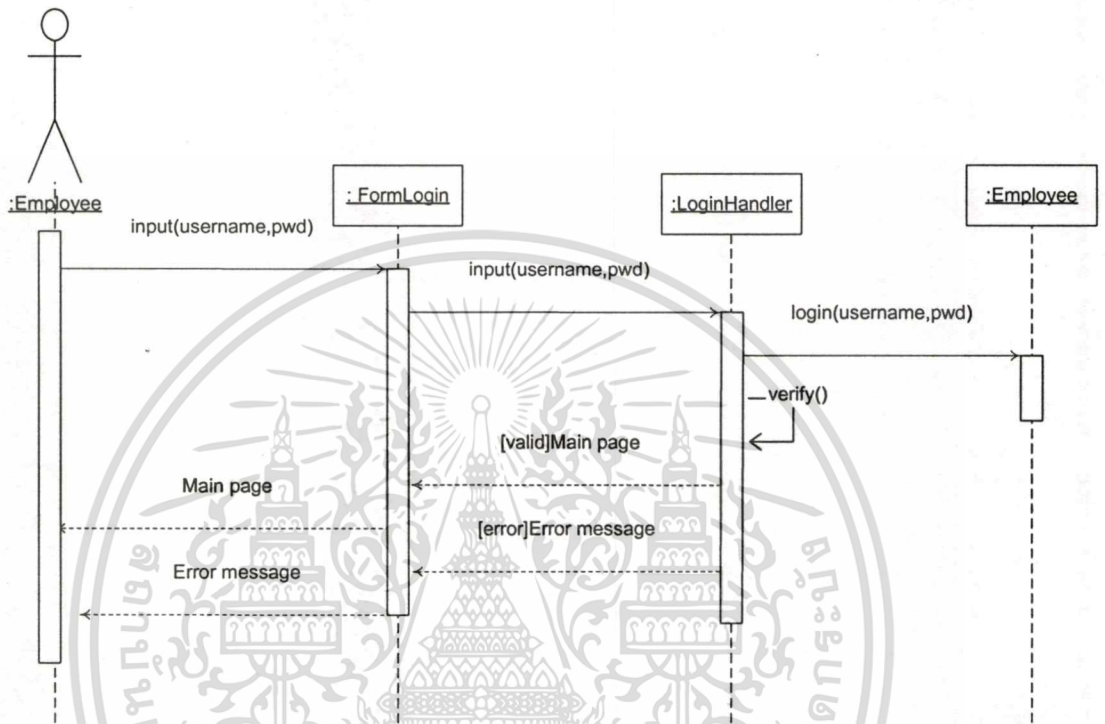 :Employee
: FormLogin
:LoginHandler
:Employee
input(username,pwd)
input(username,pwd)
login(username,pwd)
verify()
[valid]Main page
Main page
[error]Error message
Error message